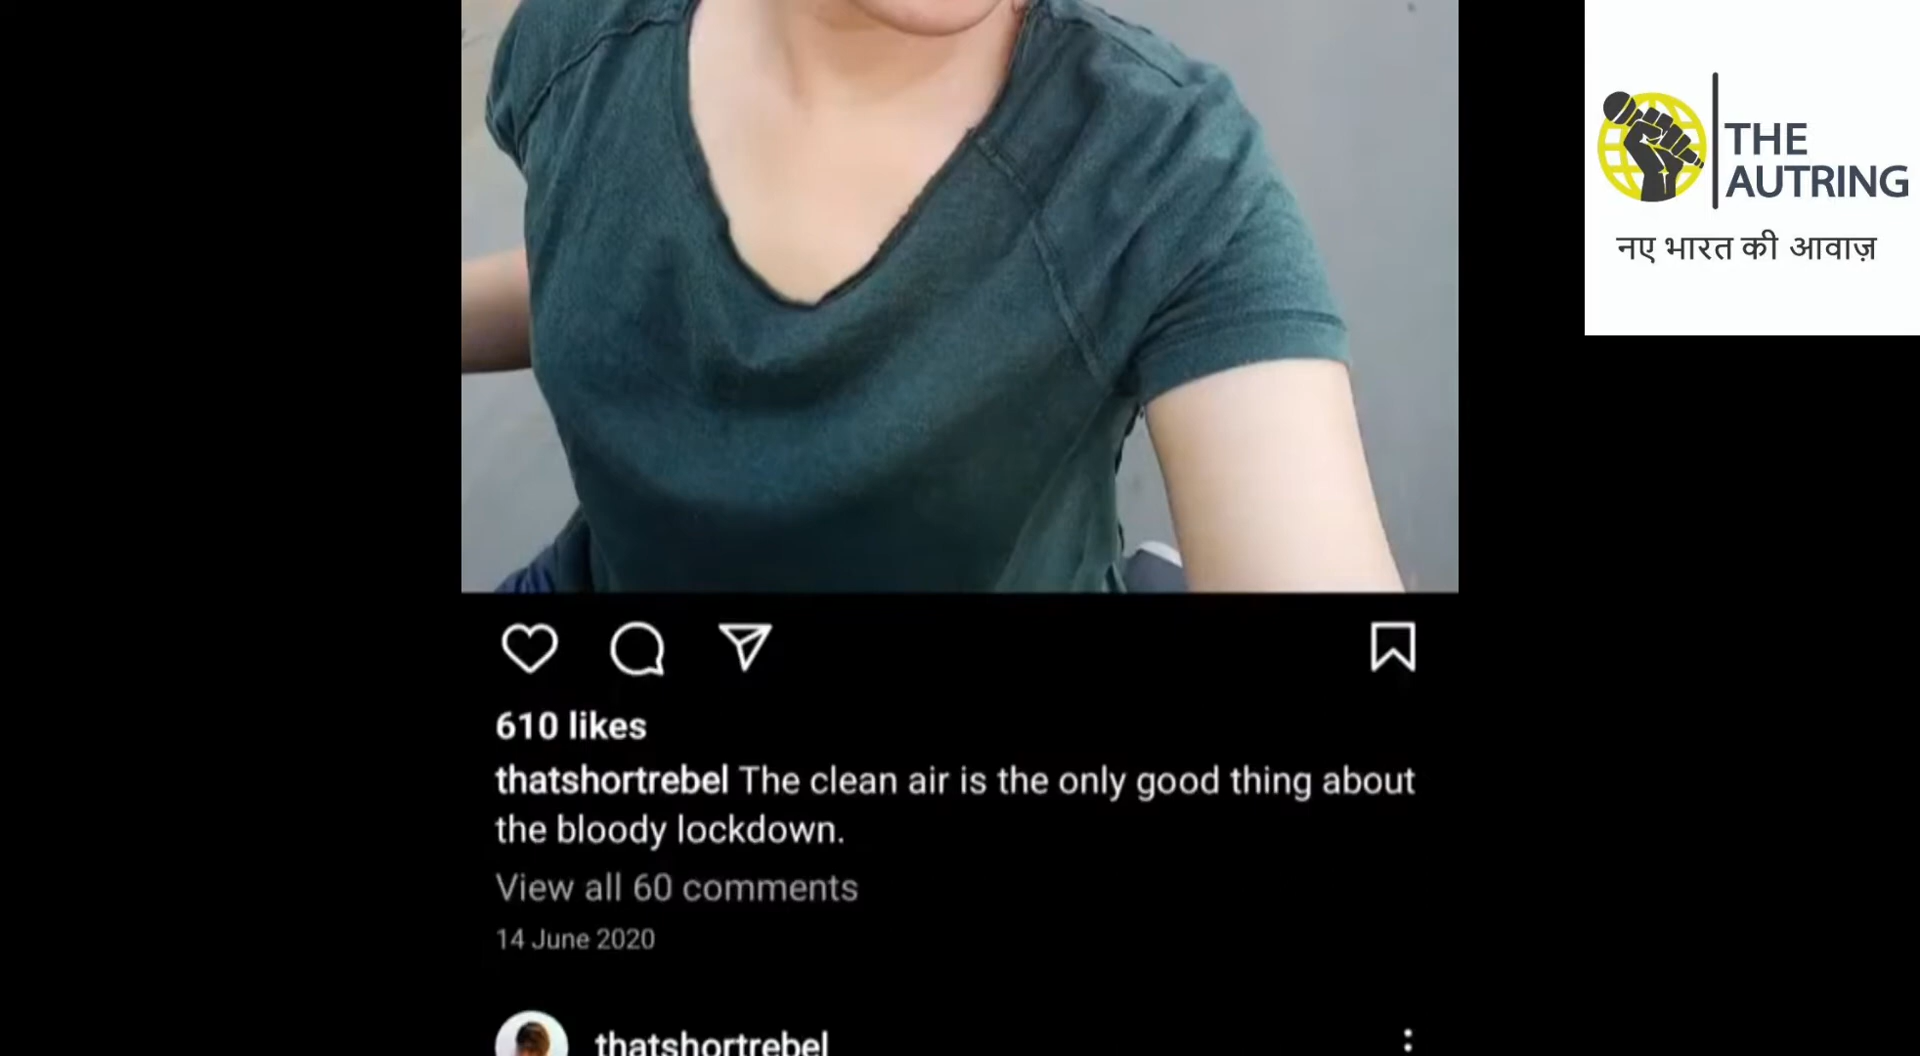 THE
AUTRING
नए भारत की आवाज़
610 likes
thatshortrebel The clean air is the only good thing about
the bloody lockdown.
View all 60 comments
14 June 2020
thatshortrebel